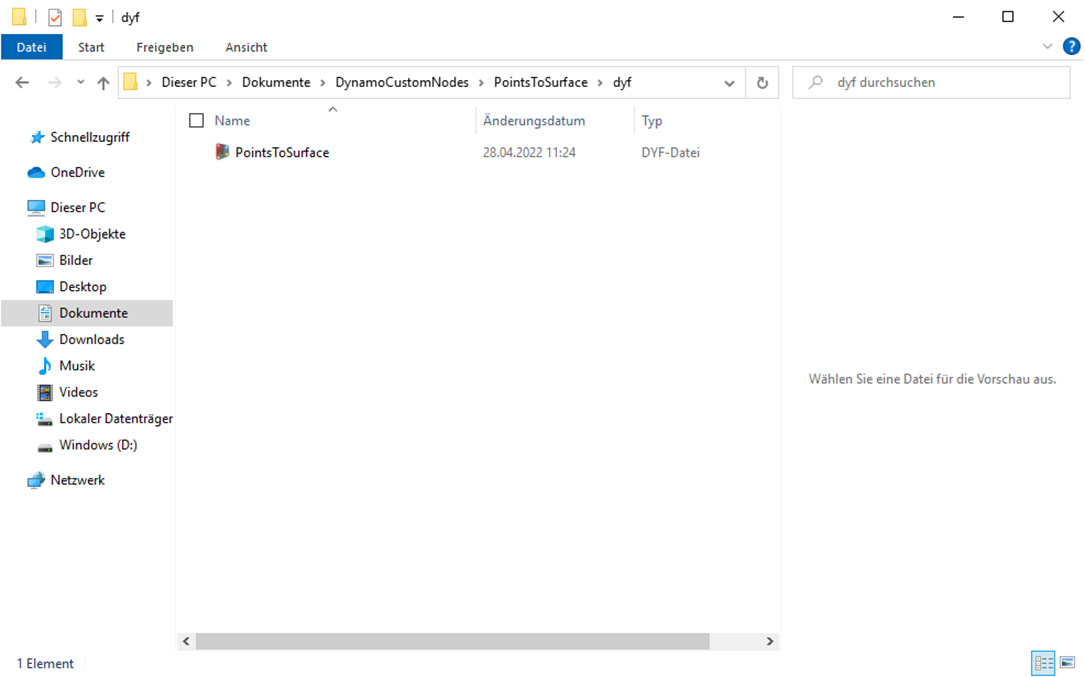 dyf
Datei Start Freigeben Ansicht
Dieser PC Dokumente DynamoCustomNodes PointsToSurface dyf
dyf durchsuchen
Name Änderungsdatum Typ
PointsToSurface 28.04.2022 11:24 DYF-Datei
Schnellzugriff
OneDrive
Dieser PC
3D-Objekte
Bilder
Desktop
Dokumente
Downloads
Musik
Videos
Lokaler Datenträger
Windows (D:)
Netzwerk
Wählen Sie eine Datei für die Vorschau aus.
1 Element